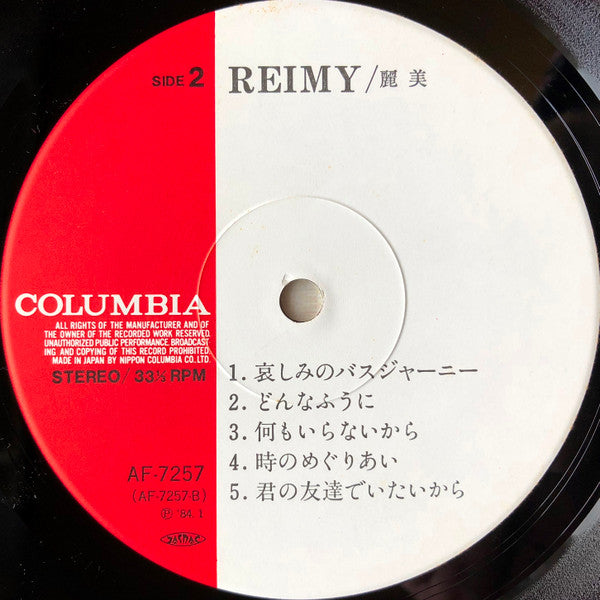 SIDE 2
REIMY/麗美
COLUMBIA
ALL RIGHTS OF THE MANUFACTURER AND OF
THE OWNER OF THE RECORDED WORK RESERVED.
UNAUTHORIZED PUBLIC PERFORMANCE. BROADCAST
ING AND COPYING OF THIS RECORD PROHIBITED
MADE IN JAPAN BY NIPPON COLUMBIA CO.LTD
STEREO/33⅓RPM
1. 哀しみのバスジャーニー
2. どんなふうに
3. 何もいらないから
4. 時のめぐりあい
5. 君の友達でいたいから
AF-7257
(AF-7257-B)
Ⓟ '84. 1